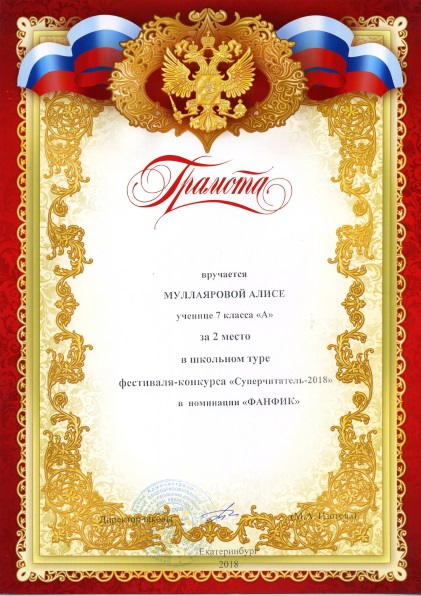 Грамота
вручается
МУЛЛАЯРОВОЙ АЛИСЕ
ученице 7 класса «А»
за 2 место
в школьном туре
фестиваля-конкурса «Суперчитатель-2018»
в номинации «ФАНФИК»
Директор школы
Екатеринбург
2018